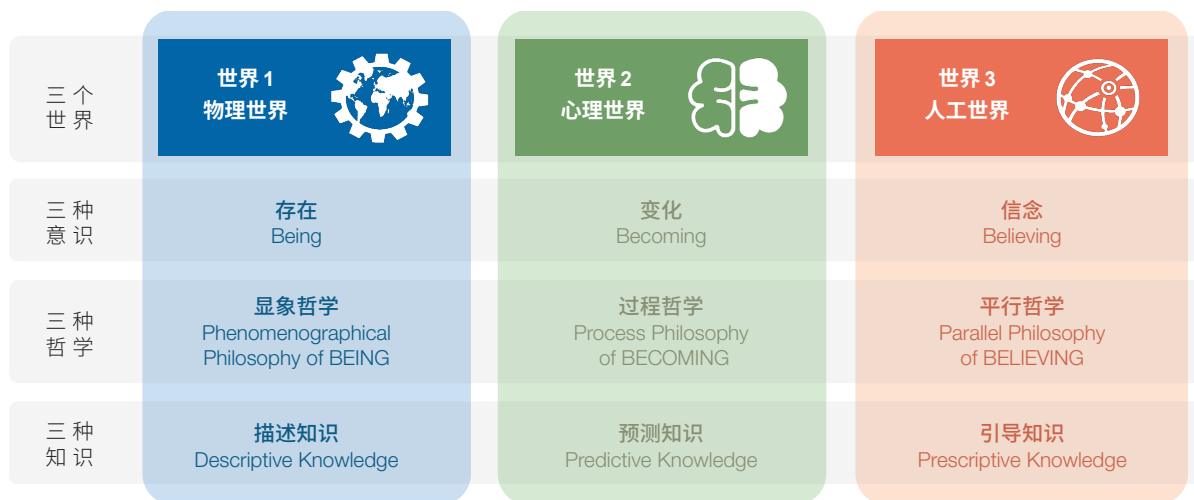 三个
世界
世界 1
物理世界
世界 2
心理世界
世界 3
人工世界
三种
意识
存在
Being
变化
Becoming
信念
Believing
三种
哲学
显象哲学
Phenomenographical
Philosophy of BEING
过程哲学
Process Philosophy
of BECOMING
平行哲学
Parallel Philosophy
of BELIEVING
三种
知识
描述知识
Descriptive Knowledge
预测知识
Predictive Knowledge
引导知识
Prescriptive Knowledge